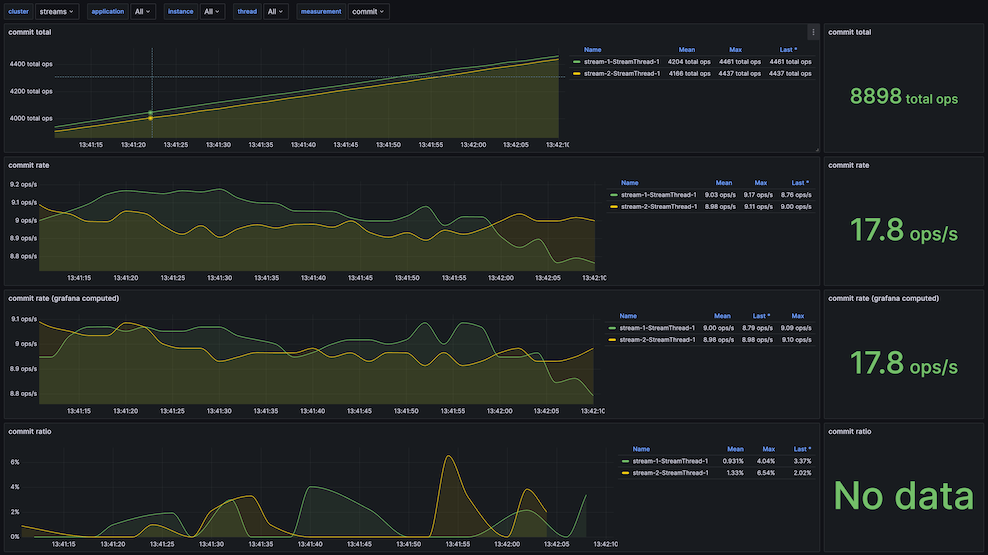 cluster streams application All instance All thread All measurement commit
commit total
4400 total ops
4200 total ops
4000 total ops
13:41:15 13:41:20 13:41:25 13:41:30 13:41:35 13:41:40 13:41:45 13:41:50 13:41:55 13:42:00 13:42:05 13:42:10
Name Mean Max Last *
stream-1-StreamThread-1 4204 total ops 4461 total ops 4461 total ops
stream-2-StreamThread-1 4166 total ops 4437 total ops 4437 total ops
commit total
8898 total ops
commit rate
9.2 ops/s
9.1 ops/s
9 ops/s
8.9 ops/s
8.8 ops/s
13:41:15 13:41:20 13:41:25 13:41:30 13:41:35 13:41:40 13:41:45 13:41:50 13:41:55 13:42:00 13:42:05 13:42:10
Name Mean Max Last *
stream-1-StreamThread-1 9.03 ops/s 9.17 ops/s 8.76 ops/s
stream-2-StreamThread-1 8.98 ops/s 9.11 ops/s 9.00 ops/s
commit rate
17.8 ops/s
commit rate (grafana computed)
9.1 ops/s
9 ops/s
8.9 ops/s
8.8 ops/s
13:41:15 13:41:20 13:41:25 13:41:30 13:41:35 13:41:40 13:41:45 13:41:50 13:41:55 13:42:00 13:42:05 13:42:10
Name Mean Last * Max
stream-1-StreamThread-1 9.00 ops/s 8.79 ops/s 9.09 ops/s
stream-2-StreamThread-1 8.98 ops/s 8.98 ops/s 9.10 ops/s
commit rate (grafana computed)
17.8 ops/s
commit ratio
6%
4%
2%
0%
13:41:15 13:41:20 13:41:25 13:41:30 13:41:35 13:41:40 13:41:45 13:41:50 13:41:55 13:42:00 13:42:05 13:42:10
Name Mean Max Last *
stream-1-StreamThread-1 0.931% 4.04% 3.37%
stream-2-StreamThread-1 1.33% 6.54% 2.02%
commit ratio
No data